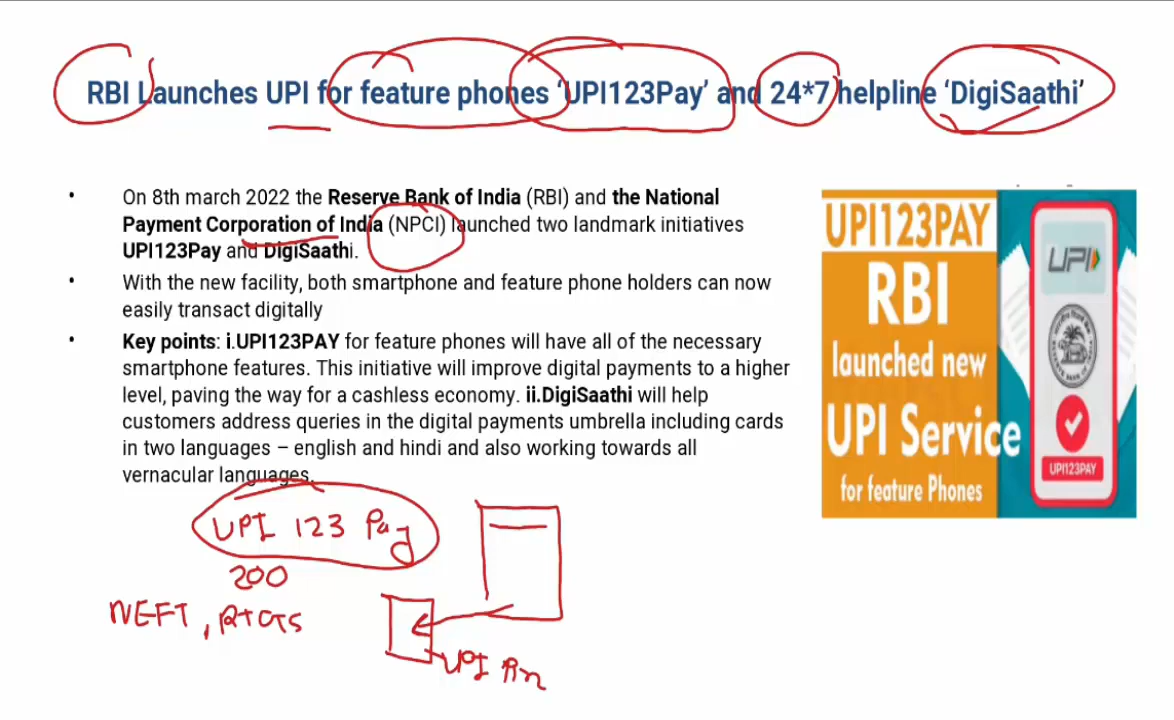 RBI Launches UPI for feature phones ‘UPI123Pay’ and 24*7 helpline ‘DigiSaathi’
• On 8th march 2022 the Reserve Bank of India (RBI) and the National
Payment Corporation of India (NPCI) launched two landmark initiatives
UPI123Pay and DigiSaathi.
• With the new facility, both smartphone and feature phone holders can now
easily transact digitally
• Key points: i.UPI123PAY for feature phones will have all of the necessary
smartphone features. This initiative will improve digital payments to a higher
level, paving the way for a cashless economy. ii.DigiSaathi will help
customers address queries in the digital payments umbrella including cards
in two languages – english and hindi and also working towards all
vernacular languages.
UPI123PAY
RBI
launched new
UPI Service
for feature Phones
UPI
UPI123PAY
UPI 123 Pay
200
NEFT, RTGS
UPI Pin